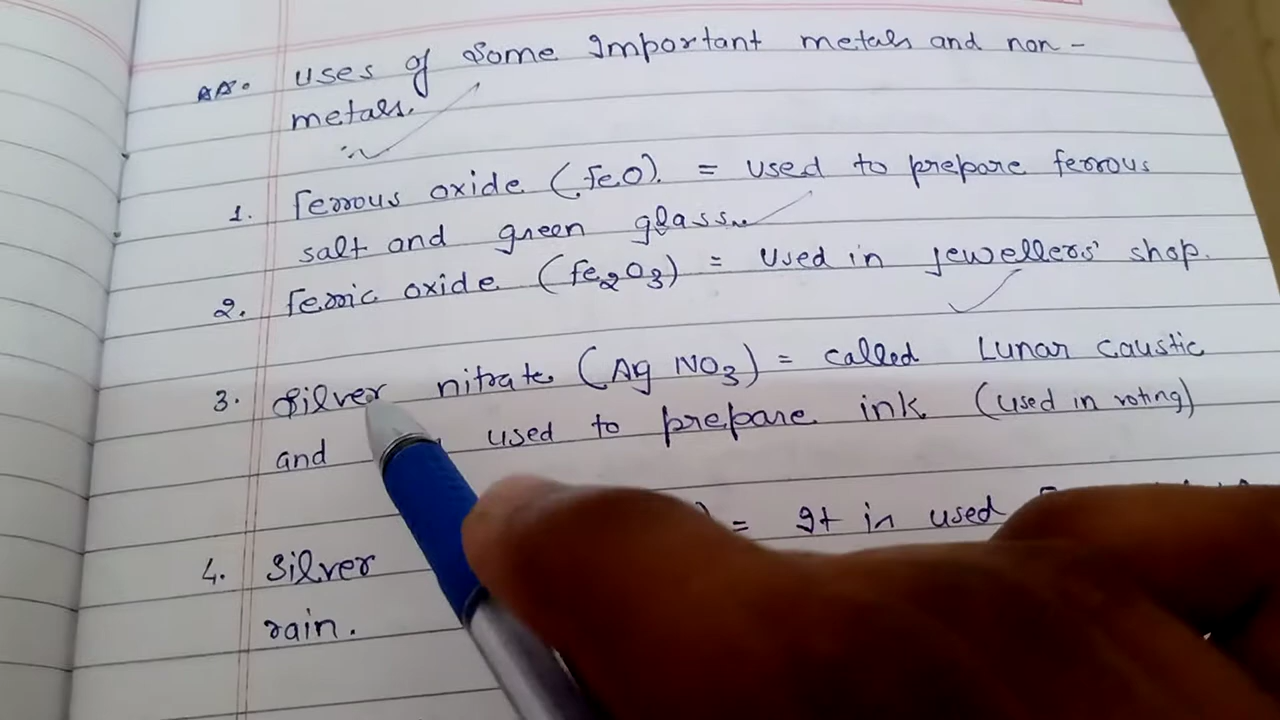 uses of Some Important metals and non-
metals.
1. Ferrous oxide (FeO). = used to prepare ferrous
salt and green glass.
2. Ferric oxide (Fe2O3) = used in jewellers' shop.
3. Silver nitrate (Ag NO3) = called Lunar caustic
and used to prepare ink (used in voting)
4. Silver ) = It in used
rain.